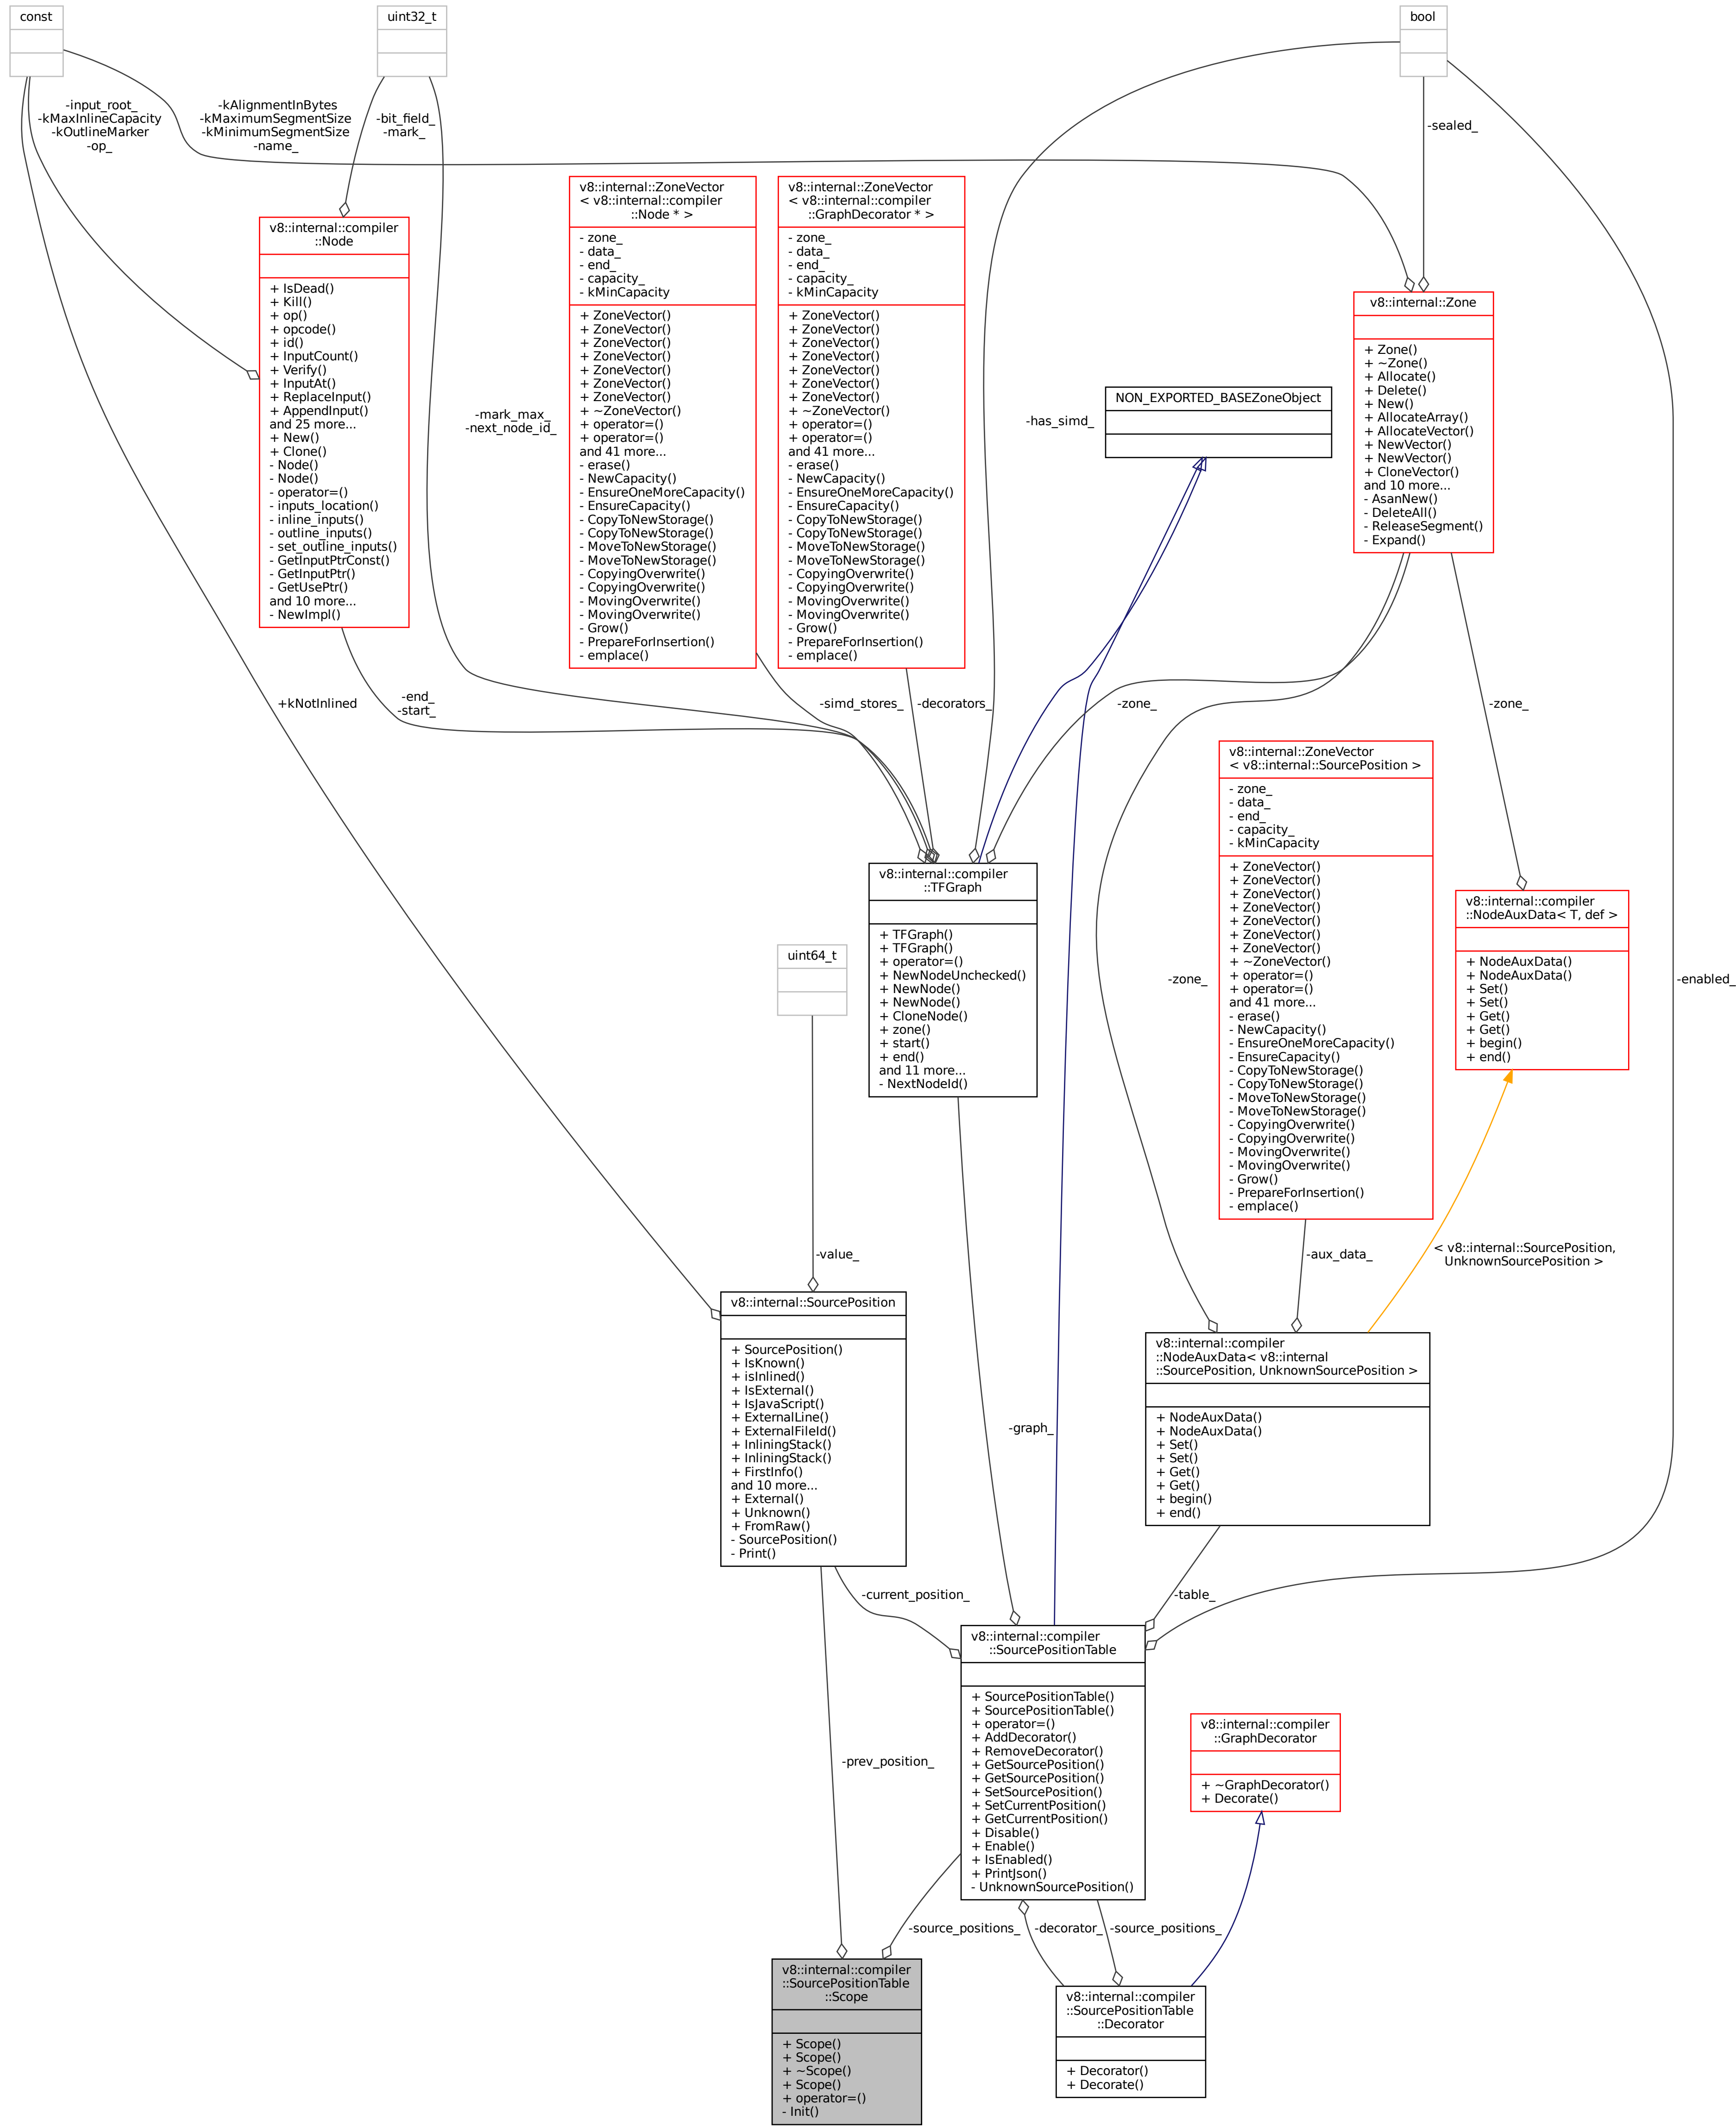 const
uint32_t
bool
-input_root_
-kMaxInlineCapacity
-kOutlineMarker
-op_
-kAlignmentInBytes
-kMaximumSegmentSize
-kMinimumSegmentSize
-name_
-bit_field_
-mark_
-sealed_
v8::internal::compiler
::Node
+ IsDead()
+ Kill()
+ op()
+ opcode()
+ id()
+ InputCount()
+ Verify()
+ InputAt()
+ ReplaceInput()
+ AppendInput()
and 25 more...
+ New()
+ Clone()
- Node()
- Node()
- operator=()
- inputs_location()
- inline_inputs()
- outline_inputs()
- set_outline_inputs()
- GetInputPtrConst()
- GetInputPtr()
- GetUsePtr()
and 10 more...
- NewImpl()
-mark_max_
-next_node_id_
v8::internal::ZoneVector
< v8::internal::compiler
::Node * >
- zone_
- data_
- end_
- capacity_
- kMinCapacity
+ ZoneVector()
+ ZoneVector()
+ ZoneVector()
+ ZoneVector()
+ ZoneVector()
+ ZoneVector()
+ ZoneVector()
+ ~ZoneVector()
+ operator=()
+ operator=()
and 41 more...
- erase()
- NewCapacity()
- EnsureOneMoreCapacity()
- EnsureCapacity()
- CopyToNewStorage()
- CopyToNewStorage()
- MoveToNewStorage()
- MoveToNewStorage()
- CopyingOverwrite()
- CopyingOverwrite()
- MovingOverwrite()
- MovingOverwrite()
- Grow()
- PrepareForInsertion()
- emplace()
v8::internal::ZoneVector
< v8::internal::compiler
::GraphDecorator * >
- zone_
- data_
- end_
- capacity_
- kMinCapacity
+ ZoneVector()
+ ZoneVector()
+ ZoneVector()
+ ZoneVector()
+ ZoneVector()
+ ZoneVector()
+ ZoneVector()
+ ~ZoneVector()
+ operator=()
+ operator=()
and 41 more...
- erase()
- NewCapacity()
- EnsureOneMoreCapacity()
- EnsureCapacity()
- CopyToNewStorage()
- CopyToNewStorage()
- MoveToNewStorage()
- MoveToNewStorage()
- CopyingOverwrite()
- CopyingOverwrite()
- MovingOverwrite()
- MovingOverwrite()
- Grow()
- PrepareForInsertion()
- emplace()
-has_simd_
NON_EXPORTED_BASEZoneObject
v8::internal::Zone
+ Zone()
+ ~Zone()
+ Allocate()
+ Delete()
+ New()
+ AllocateArray()
+ AllocateVector()
+ NewVector()
+ NewVector()
+ CloneVector()
and 10 more...
- AsanNew()
- DeleteAll()
- ReleaseSegment()
- Expand()
+kNotInlined
-end_
-start_
-simd_stores_
-decorators_
-zone_
-zone_
v8::internal::compiler
::TFGraph
+ TFGraph()
+ TFGraph()
+ operator=()
+ NewNodeUnchecked()
+ NewNode()
+ NewNode()
+ CloneNode()
+ zone()
+ start()
+ end()
and 11 more...
- NextNodeId()
uint64_t
-zone_
v8::internal::ZoneVector
< v8::internal::SourcePosition >
- zone_
- data_
- end_
- capacity_
- kMinCapacity
+ ZoneVector()
+ ZoneVector()
+ ZoneVector()
+ ZoneVector()
+ ZoneVector()
+ ZoneVector()
+ ZoneVector()
+ ~ZoneVector()
+ operator=()
+ operator=()
and 41 more...
- erase()
- NewCapacity()
- EnsureOneMoreCapacity()
- EnsureCapacity()
- CopyToNewStorage()
- CopyToNewStorage()
- MoveToNewStorage()
- MoveToNewStorage()
- CopyingOverwrite()
- CopyingOverwrite()
- MovingOverwrite()
- MovingOverwrite()
- Grow()
- PrepareForInsertion()
- emplace()
v8::internal::compiler
::NodeAuxData< T, def >
+ NodeAuxData()
+ NodeAuxData()
+ Set()
+ Set()
+ Get()
+ Get()
+ begin()
+ end()
-enabled_
-value_
-aux_data_
< v8::internal::SourcePosition,
UnknownSourcePosition >
v8::internal::SourcePosition
+ SourcePosition()
+ IsKnown()
+ isInlined()
+ IsExternal()
+ IsJavaScript()
+ ExternalLine()
+ ExternalFileId()
+ InliningStack()
+ InliningStack()
+ FirstInfo()
and 10 more...
+ External()
+ Unknown()
+ FromRaw()
- SourcePosition()
- Print()
-graph_
v8::internal::compiler
::NodeAuxData< v8::internal
::SourcePosition, UnknownSourcePosition >
+ NodeAuxData()
+ NodeAuxData()
+ Set()
+ Set()
+ Get()
+ Get()
+ begin()
+ end()
-current_position_
-table_
v8::internal::compiler
::SourcePositionTable
+ SourcePositionTable()
+ SourcePositionTable()
+ operator=()
+ AddDecorator()
+ RemoveDecorator()
+ GetSourcePosition()
+ GetSourcePosition()
+ SetSourcePosition()
+ SetCurrentPosition()
+ GetCurrentPosition()
+ Disable()
+ Enable()
+ IsEnabled()
+ PrintJson()
- UnknownSourcePosition()
-prev_position_
v8::internal::compiler
::GraphDecorator
+ ~GraphDecorator()
+ Decorate()
-source_positions_
-decorator_
-source_positions_
v8::internal::compiler
::SourcePositionTable
::Scope
+ Scope()
+ Scope()
+ ~Scope()
+ Scope()
+ operator=()
- Init()
v8::internal::compiler
::SourcePositionTable
::Decorator
+ Decorator()
+ Decorate()